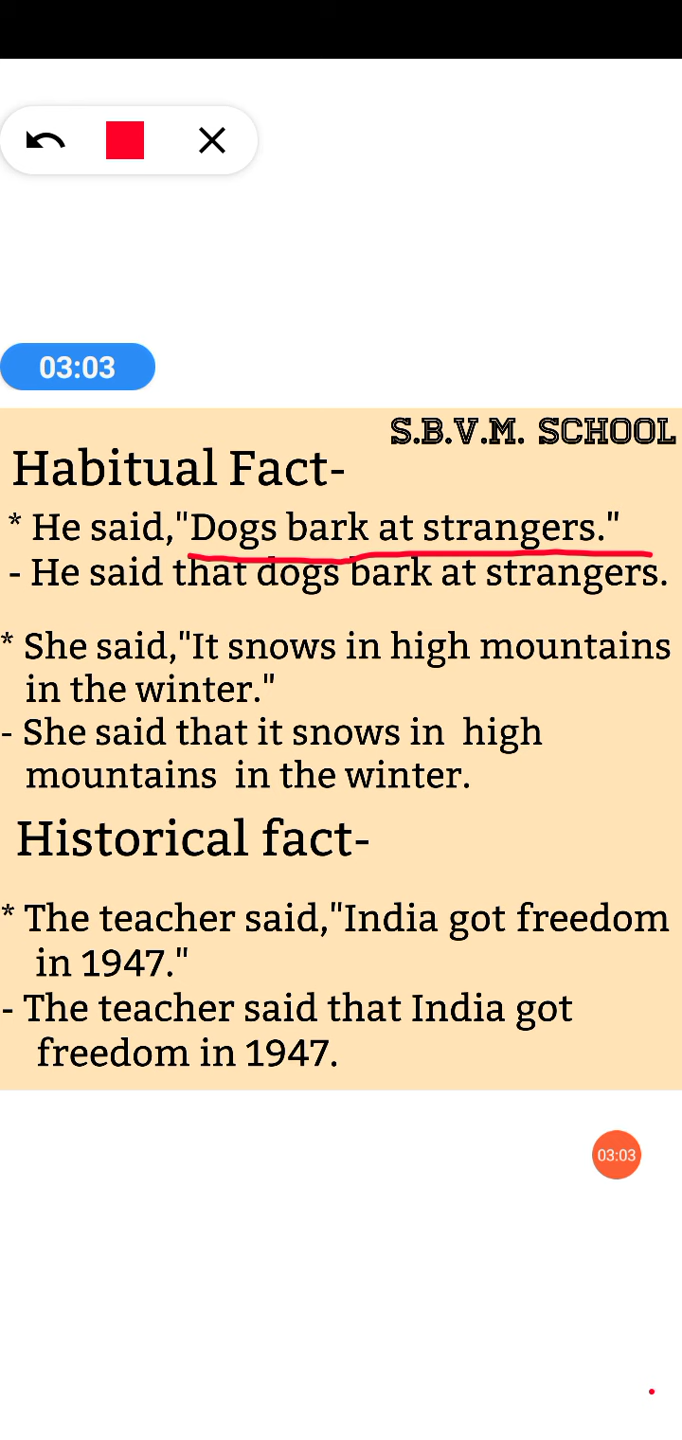 03:03
S.B.V.M. SCHOOL
Habitual Fact-
* He said,"Dogs bark at strangers."
- He said that dogs bark at strangers.
* She said,"It snows in high mountains
in the winter."
- She said that it snows in  high
mountains  in the winter.
Historical fact-
* The teacher said,"India got freedom
in 1947."
- The teacher said that India got
freedom in 1947.
03:03